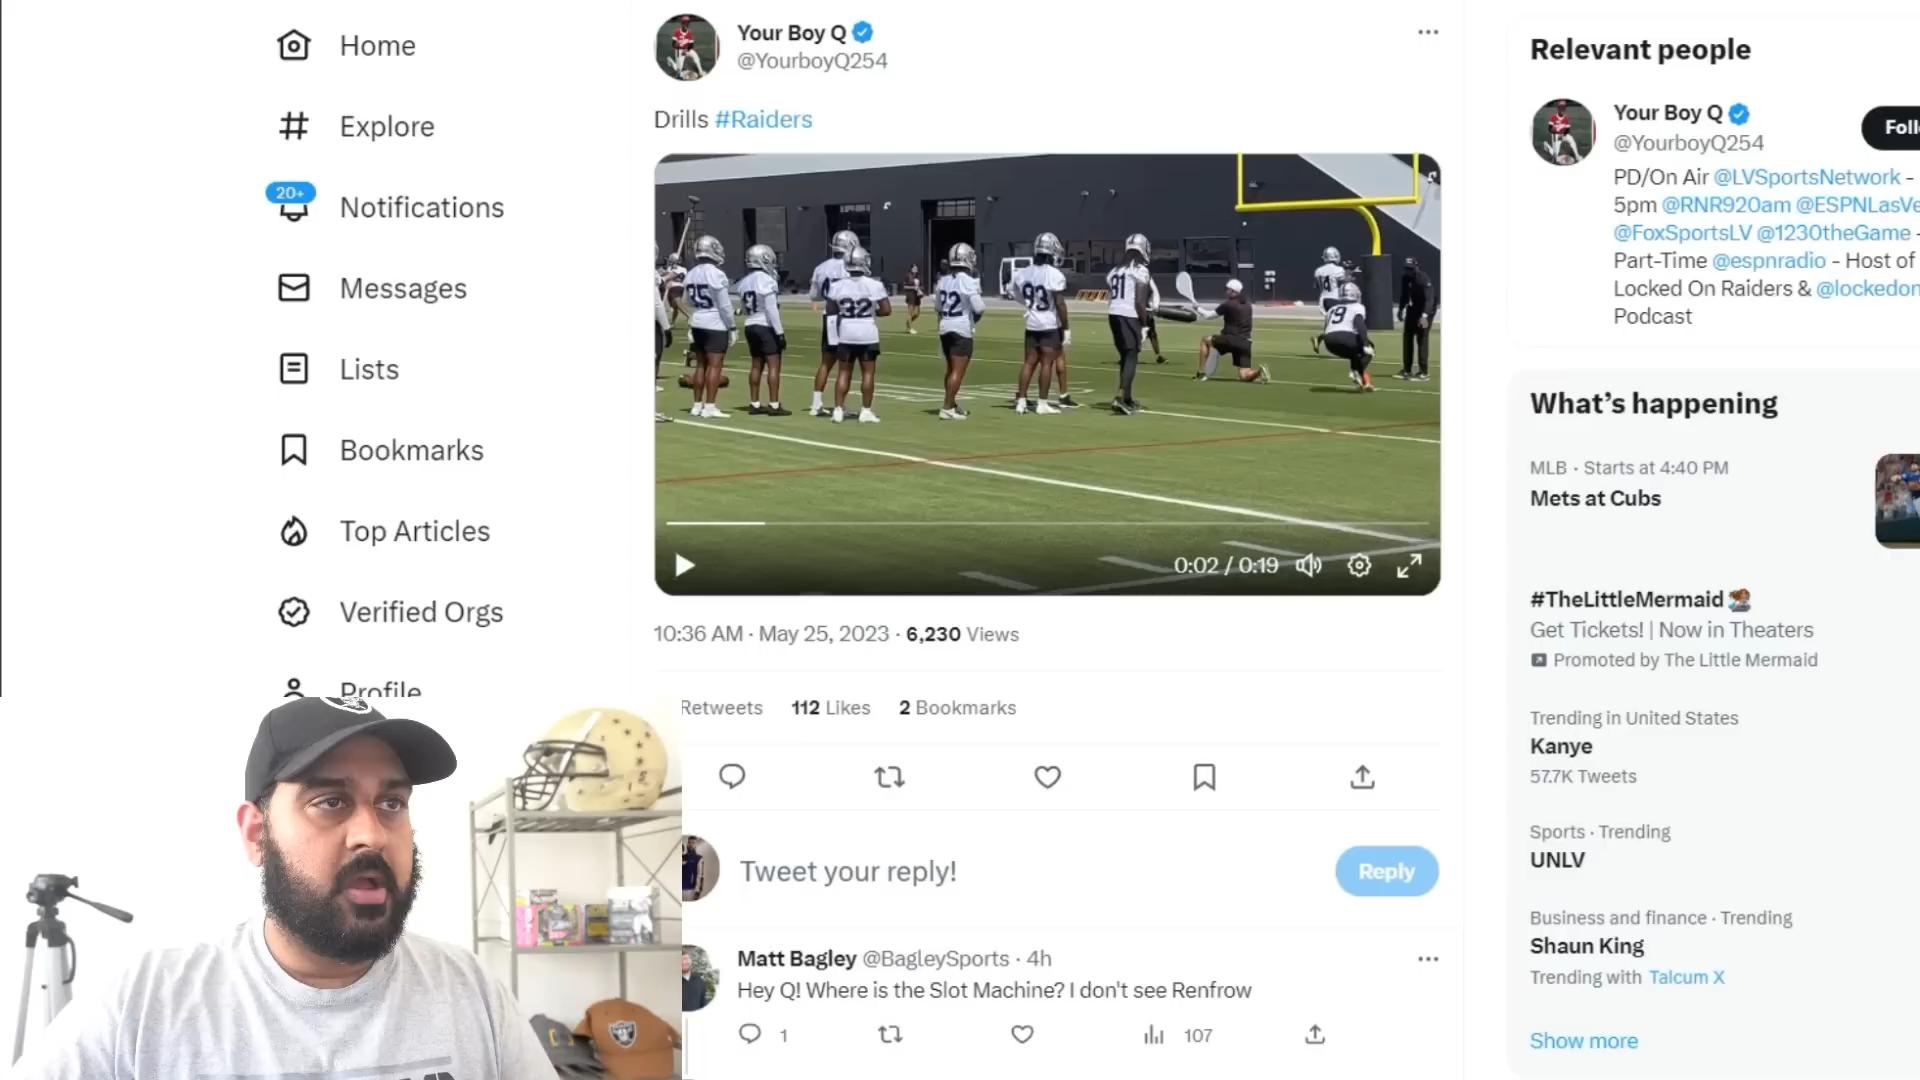 Home
Explore
20+
Notifications
Messages
Lists
Bookmarks
Top Articles
Verified Orgs
Profile
Your Boy Q
@YourboyQ254
Drills #Raiders
32
22
93
81
0:02 / 0:19
10:36 AM · May 25, 2023 · 6,230 Views
Retweets 112 Likes 2 Bookmarks
Tweet your reply!
Reply
Matt Bagley @BagleySports · 4h
Hey Q! Where is the Slot Machine? I don't see Renfrow
1
107
Relevant people
Your Boy Q
@YourboyQ254
PD/On Air @LVSportsNetwork -
5pm @RNR920am @ESPNLasVe
@FoxSportsLV @1230theGame -
Part-Time @espnradio - Host of
Locked On Raiders & @lockedon
Podcast
Foll
What's happening
MLB · Starts at 4:40 PM
Mets at Cubs
#TheLittleMermaid
Get Tickets! | Now in Theaters
Promoted by The Little Mermaid
Trending in United States
Kanye
57.7K Tweets
Sports · Trending
UNLV
Business and finance · Trending
Shaun King
Trending with Talcum X
Show more